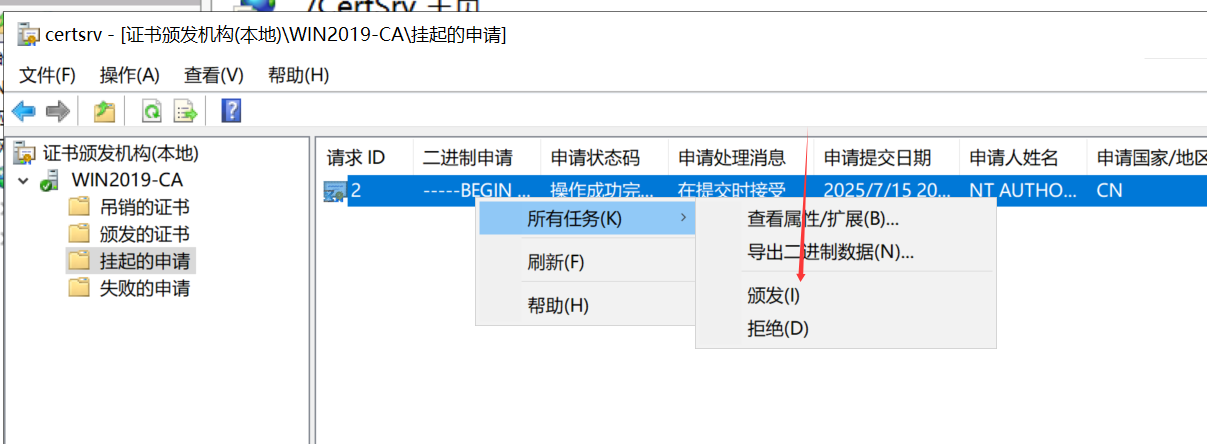 /CertSrv 主页
certsrv - [证书颁发机构(本地)\WIN2019-CA\挂起的申请]
文件(F) 操作(A) 查看(V) 帮助(H)
证书颁发机构(本地)
WIN2019-CA
吊销的证书
颁发的证书
挂起的申请
失败的申请
请求 ID 二进制申请 申请状态码 申请处理消息 申请提交日期 申请人姓名 申请国家/地区
2 -----BEGIN ... 操作成功完... 在提交时接受 2025/7/15 20... NT AUTHO... CN
所有任务(K)
刷新(F)
帮助(H)
查看属性/扩展(B)...
导出二进制数据(N)...
颁发(I)
拒绝(D)